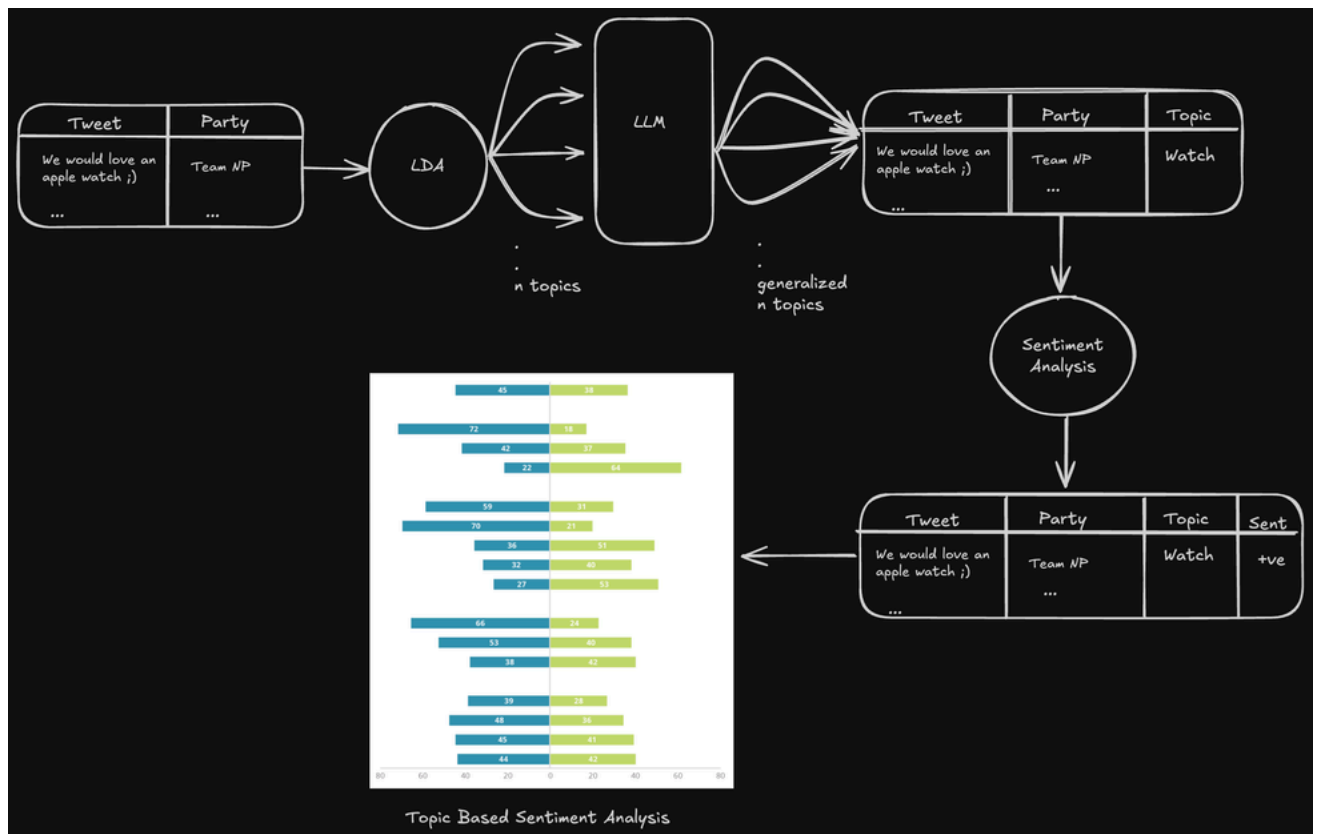 Tweet Party
We would love an
apple watch ;)
Team NP
... ...
LDA
.
.
n topics
LLM
.
.
generalized
n topics
Tweet Party Topic
We would love an
apple watch ;)
Team NP
Watch
... ...
Sentiment
Analysis
Tweet Party Topic Sent
We would love an
apple watch ;)
Team NP
Watch
+ve
... ...
45 38
72 18
42 37
22 64
59 31
70 21
36 51
32 40
27 53
66 24
53 40
38 42
39 28
48 36
45 41
44 42
80 60 40 20 0 20 40 60 80
Topic Based Sentiment Analysis